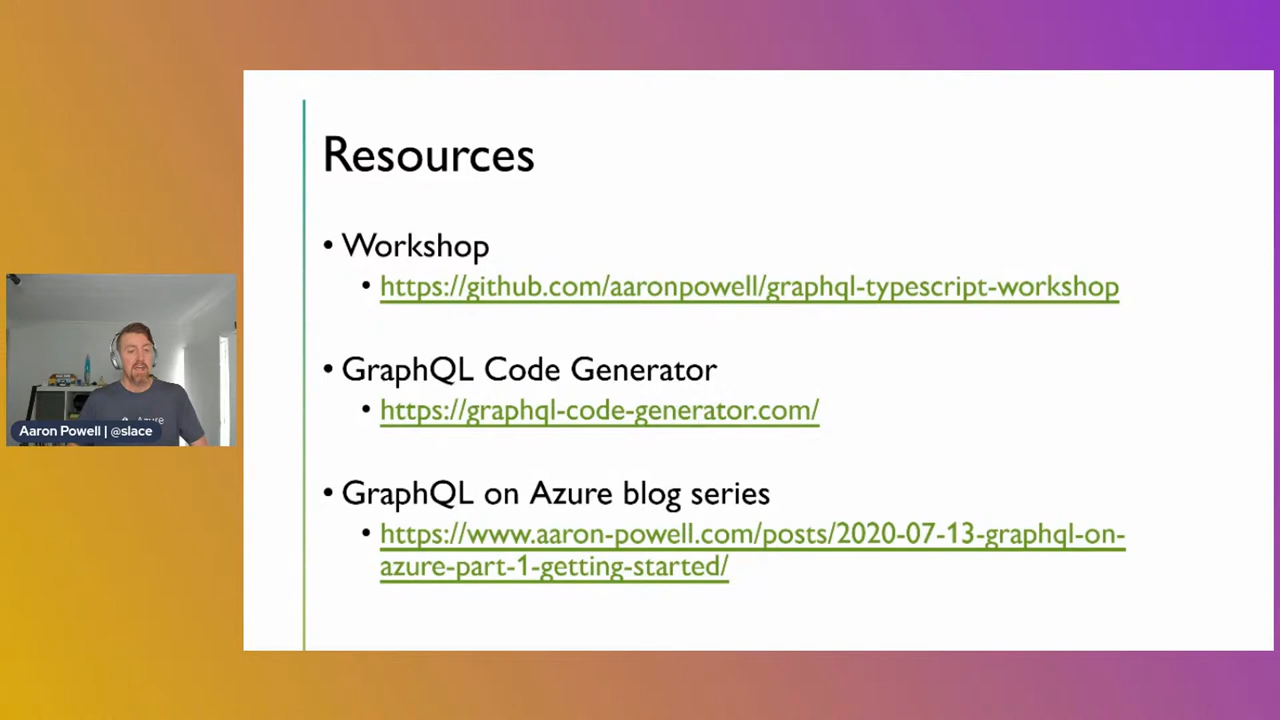 Resources
• Workshop
• https://github.com/aaronpowell/graphql-typescript-workshop
• GraphQL Code Generator
• https://graphql-code-generator.com/
• GraphQL on Azure blog series
• https://www.aaron-powell.com/posts/2020-07-13-graphql-on-
azure-part-1-getting-started/
Azure
Aaron Powell | @slace